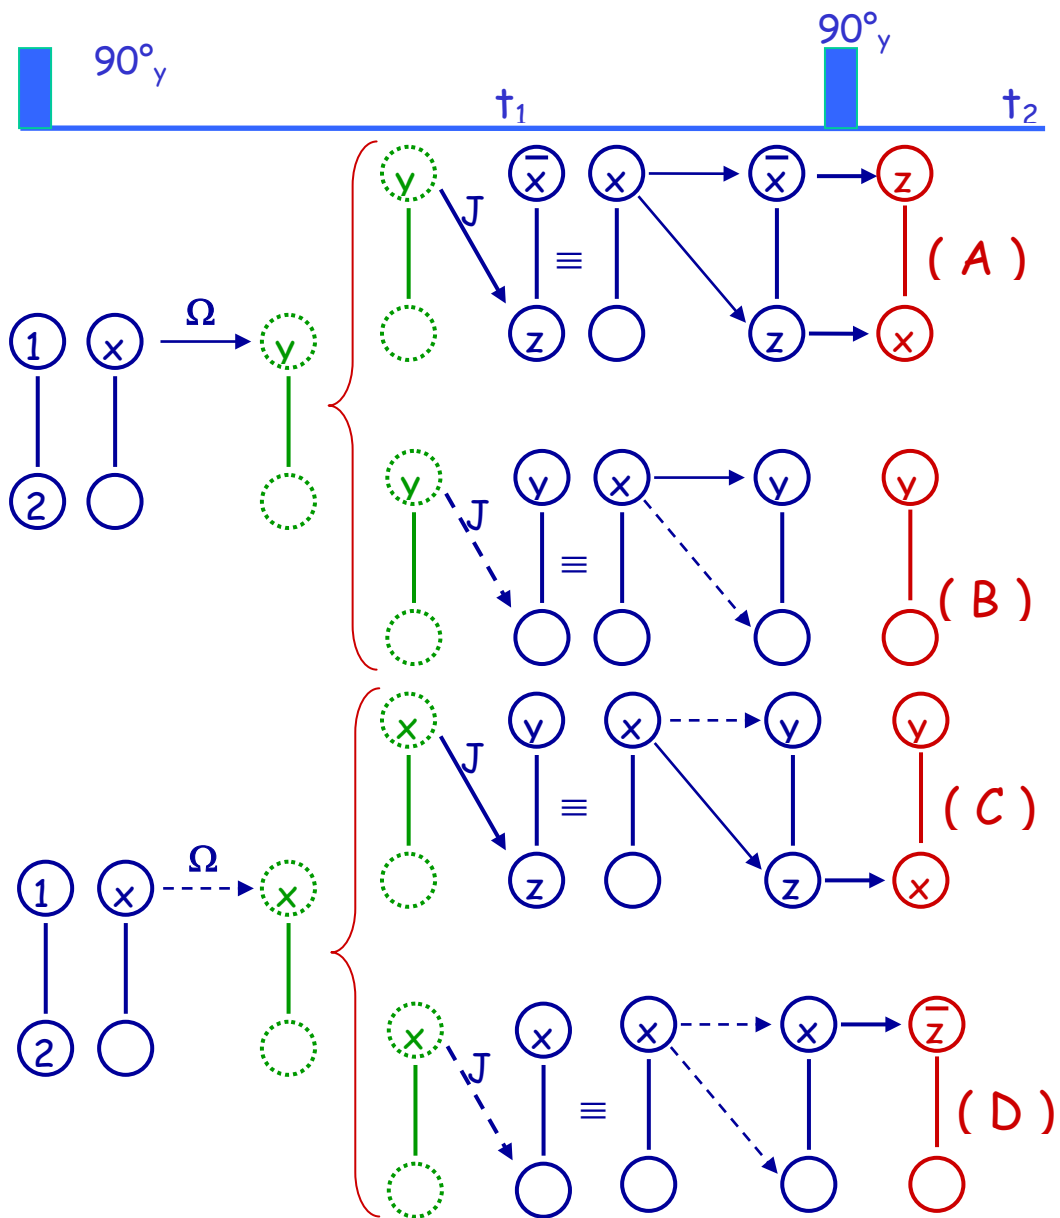 90°y 90°y
t1 t2
y J x̄ ≡ x x̄ z
z z x
( A )
1 x Ω y
2
y J y ≡ x y y
( B )
x J y ≡ x y y
z z x
( C )
1 x Ω x
2
x J x ≡ x x z̄
( D )